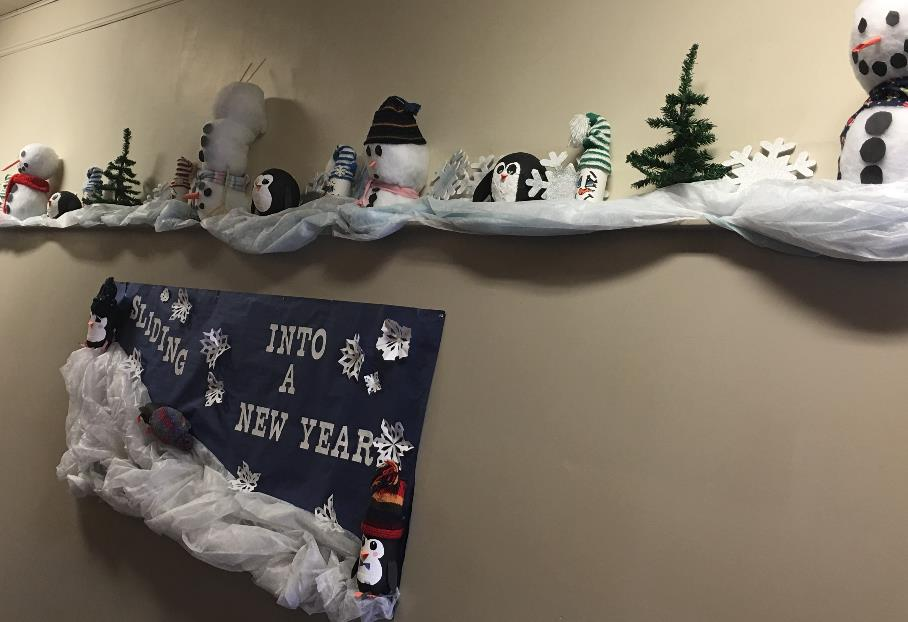 SLIDING
INTO
A
NEW YEAR